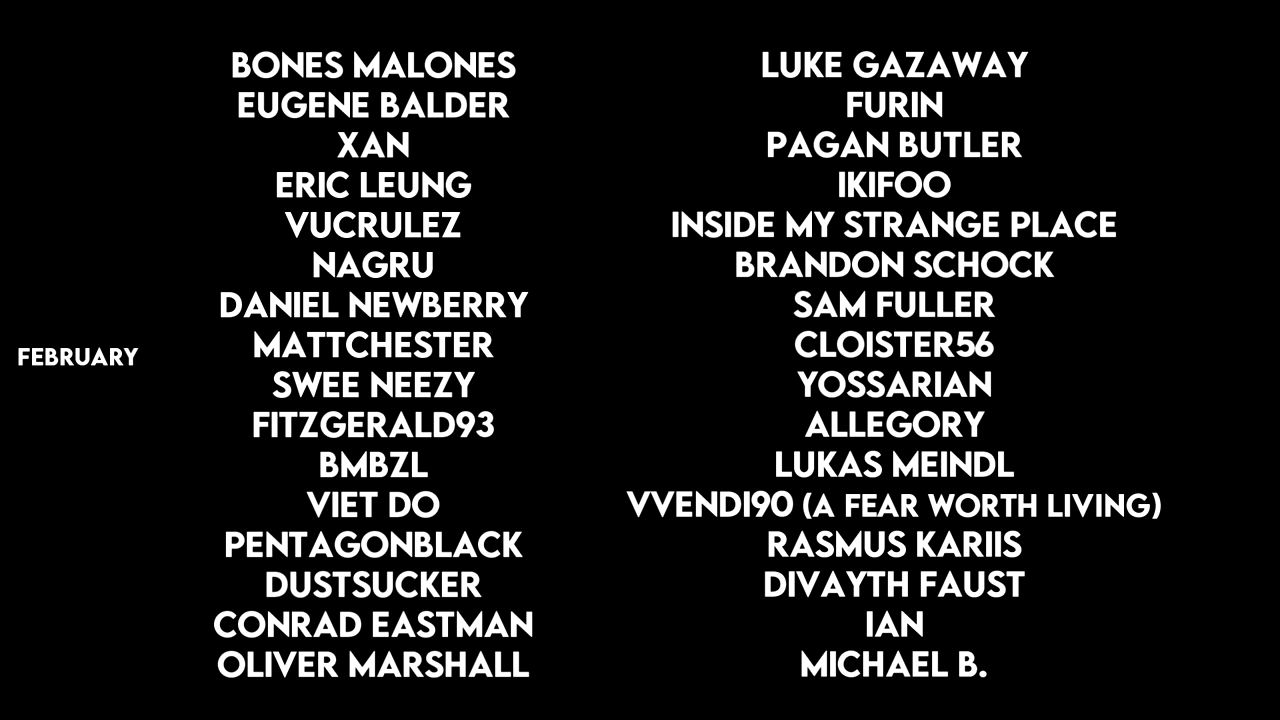 FEBRUARY
BONES MALONES
EUGENE BALDER
XAN
ERIC LEUNG
VUCRULEZ
NAGRU
DANIEL NEWBERRY
MATTCHESTER
SWEE NEEZY
FITZGERALD93
BMBZL
VIET DO
PENTAGONBLACK
DUSTSUCKER
CONRAD EASTMAN
OLIVER MARSHALL
LUKE GAZAWAY
FURIN
PAGAN BUTLER
IKIFOO
INSIDE MY STRANGE PLACE
BRANDON SCHOCK
SAM FULLER
CLOISTER56
YOSSARIAN
ALLEGORY
LUKAS MEINDL
VVENDI90 (A FEAR WORTH LIVING)
RASMUS KARIIS
DIVAYTH FAUST
IAN
MICHAEL B.